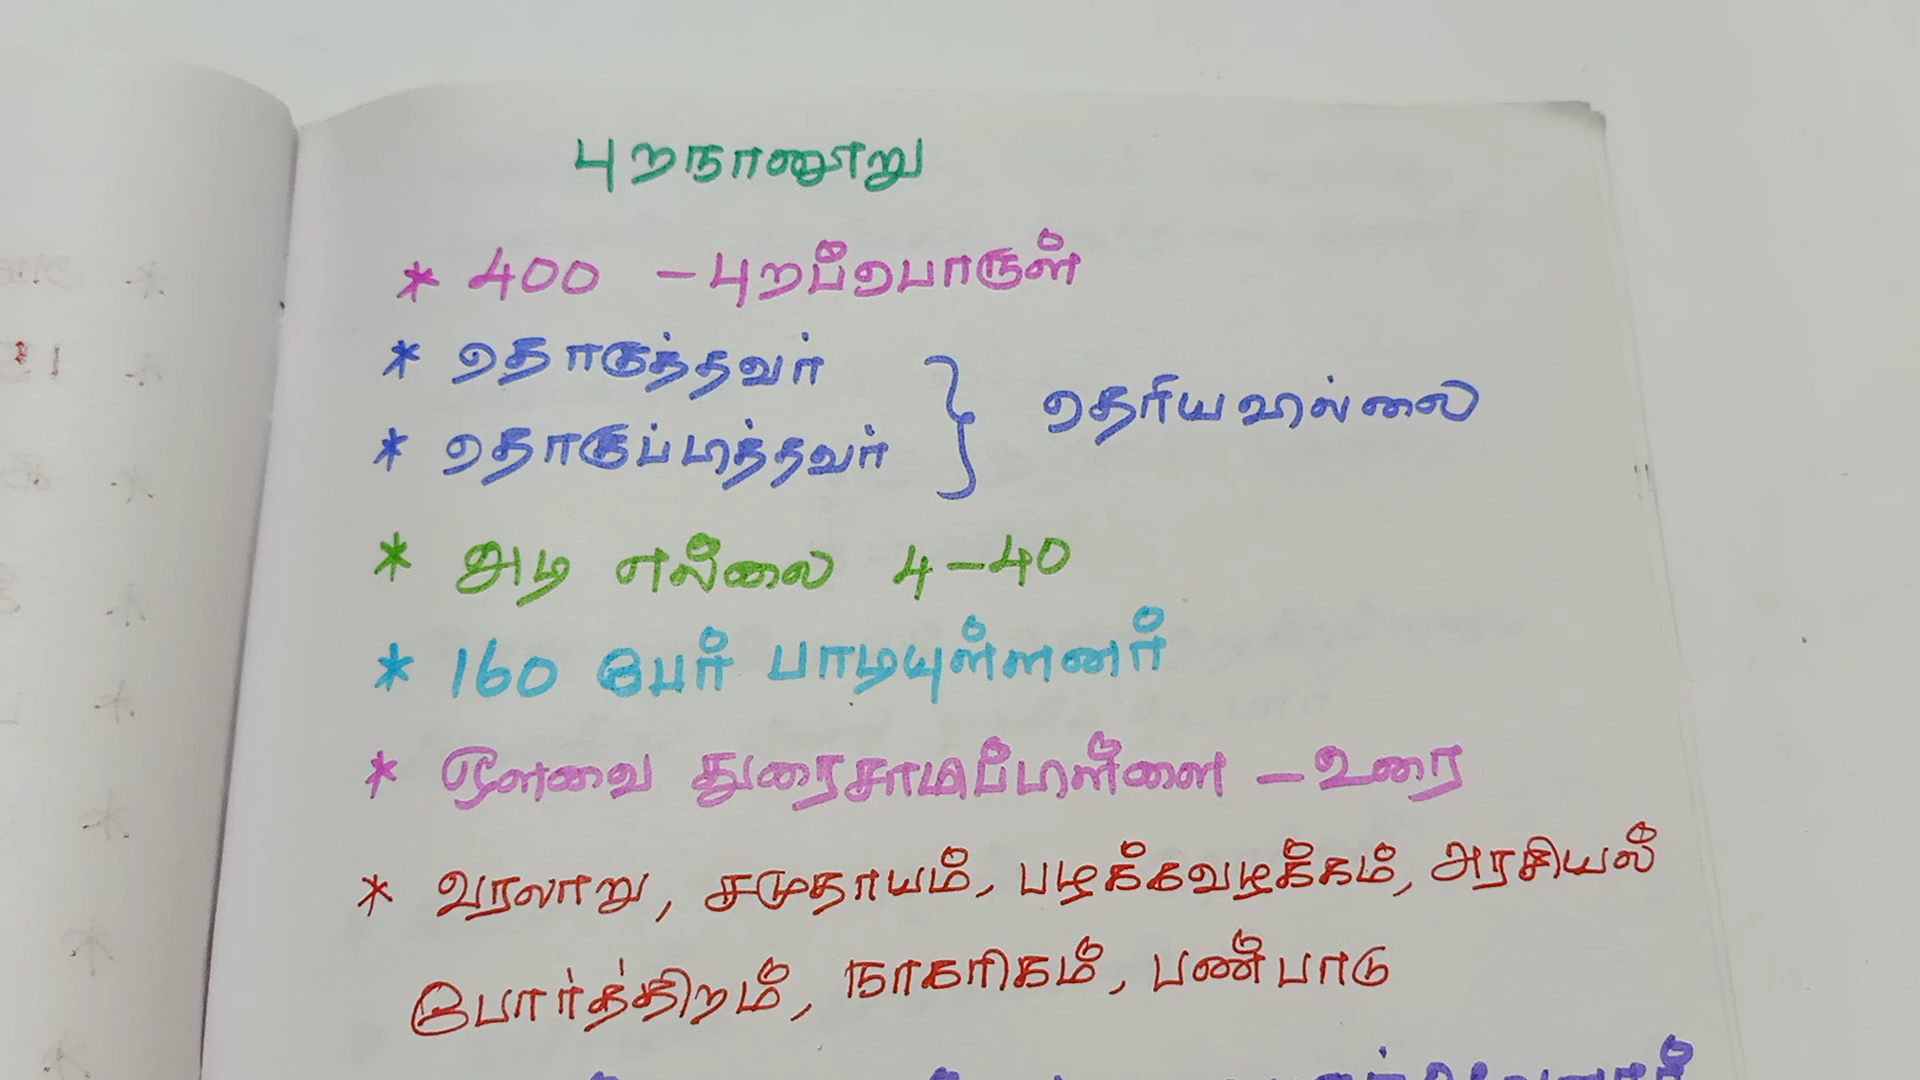 புறநானூறு
* 400 – புறப்பொருள்
* தொகுத்தவர்
* தொகுப்பித்தவர் } தெரியவில்லை
* அடி எல்லை 4–40
* 160 பேர் பாடியுள்ளனர்
* ஔவை துரைசாமிப்பிள்ளை – உரை
* வரலாறு, சமுதாயம், பழக்கவழக்கம், அரசியல்
போர்த்திறம், நாகரிகம், பண்பாடு